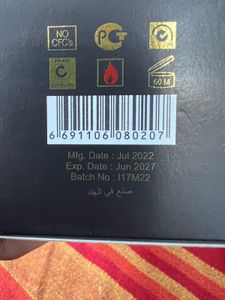 NO
CFC's
60 M
6 691106 080207
Mfg. Date : Jul 2022
Exp. Date : Jun 2027
Batch No : I17M22
صنع في الهند